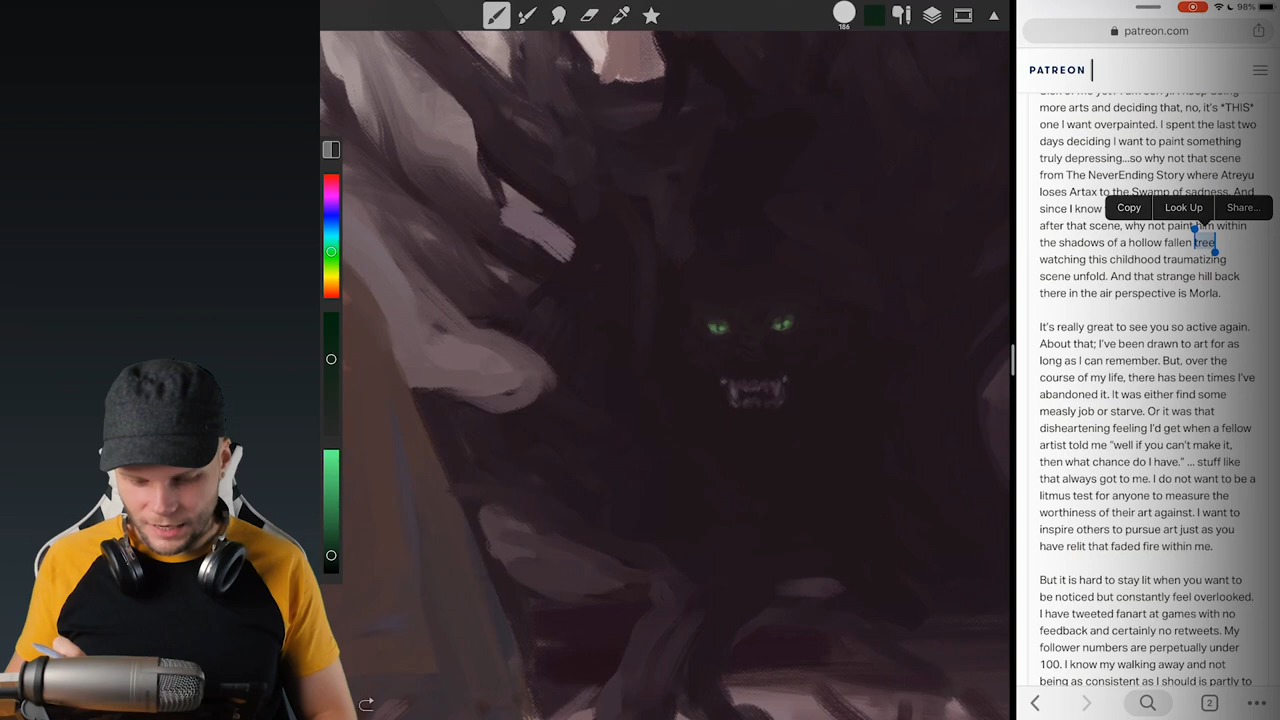 98%
patreon.com
PATREON
more arts and deciding that, no, it's *THIS*
one I want overpainted. I spent the last two
days deciding I want to paint something
truly depressing...so why not that scene
from The NeverEnding Story where Atreyu
loses Artax to the Swamp of sadness. And
since I know
Copy
Look Up
Share...
after that scene, why not paint him within
the shadows of a hollow fallen tree
watching this childhood traumatizing
scene unfold. And that strange hill back
there in the air perspective is Morla.
It's really great to see you so active again.
About that; I've been drawn to art for as
long as I can remember. But, over the
course of my life, there has been times I've
abandoned it. It was either find some
measly job or starve. Or it was that
disheartening feeling I'd get when a fellow
artist told me "well if you can't make it,
then what chance do I have." ... stuff like
that always got to me. I do not want to be a
litmus test for anyone to measure the
worthiness of their art against. I want to
inspire others to pursue art just as you
have relit that faded fire within me.
But it is hard to stay lit when you want to
be noticed but constantly feel overlooked.
I have tweeted fanart at games with no
feedback and certainly no retweets. My
follower numbers are perpetually under
100. I know my walking away and not
being as consistent as I should is partly to
186
2